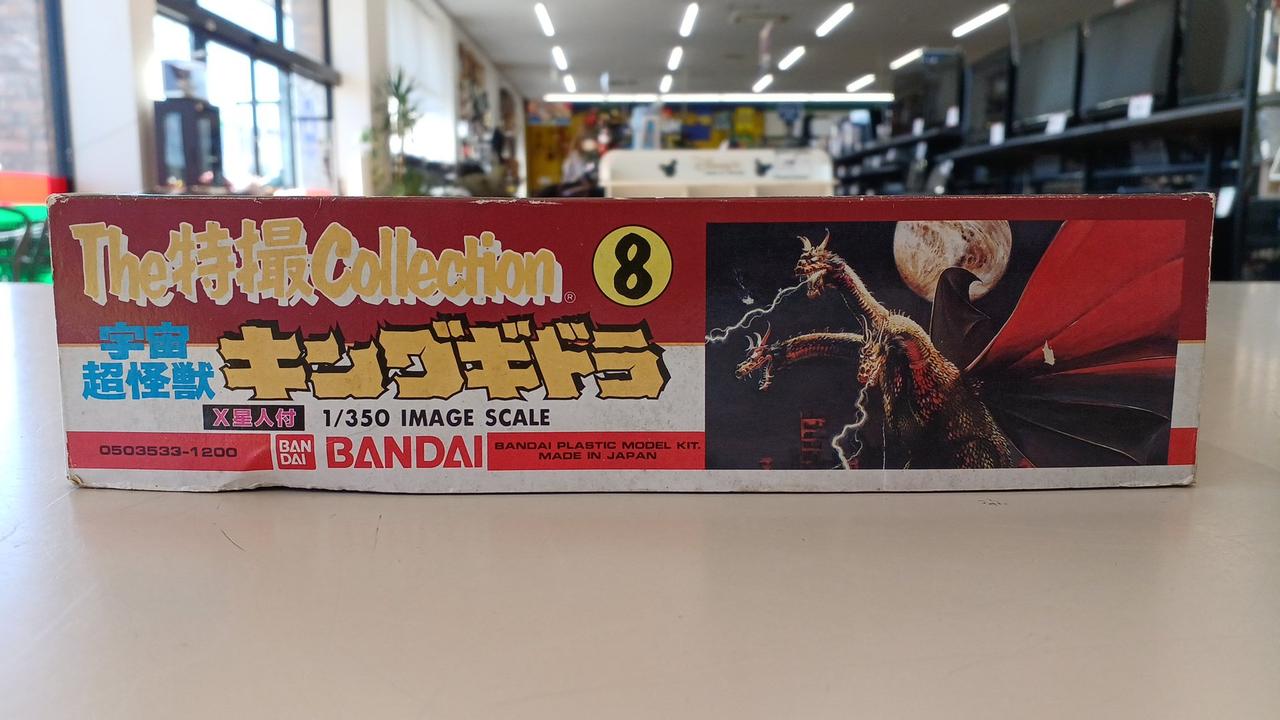 The特撮Collection® 8
宇宙
超怪獣
キングギドラ
X星人付 1/350 IMAGE SCALE
0503533-1200
BAN
DAI
BANDAI
BANDAI PLASTIC MODEL KIT.
MADE IN JAPAN